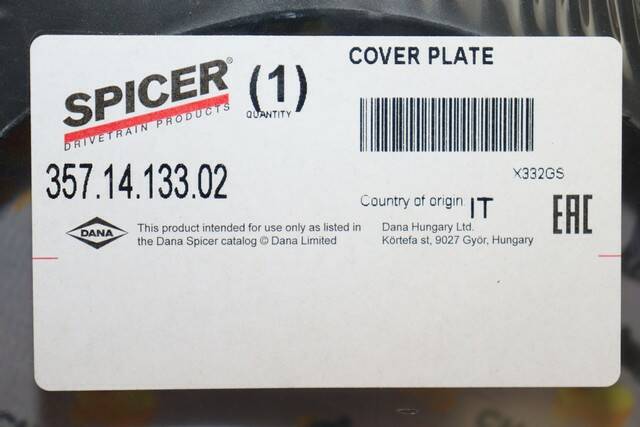 SPICER®
DRIVETRAIN PRODUCTS
(1)
QUANTITY
COVER PLATE
X332GS
357.14.133.02
Country of origin IT
EAC
DANA
This product intended for use only as listed in
the Dana Spicer catalog © Dana Limited
Dana Hungary Ltd.
Körtefa st, 9027 Győr, Hungary